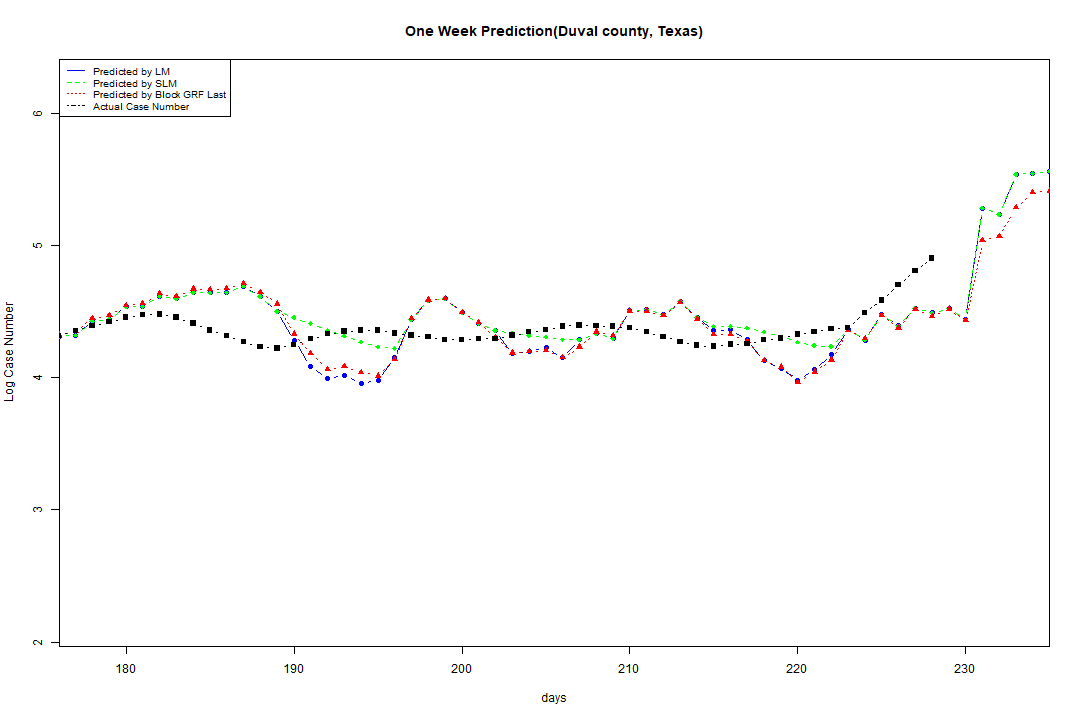 One Week Prediction(Duval county, Texas)
Predicted by LM
Predicted by SLM
Predicted by Block GRF Last
Actual Case Number
6
5
4
3
2
Log Case Number
180 190 200 210 220 230
days